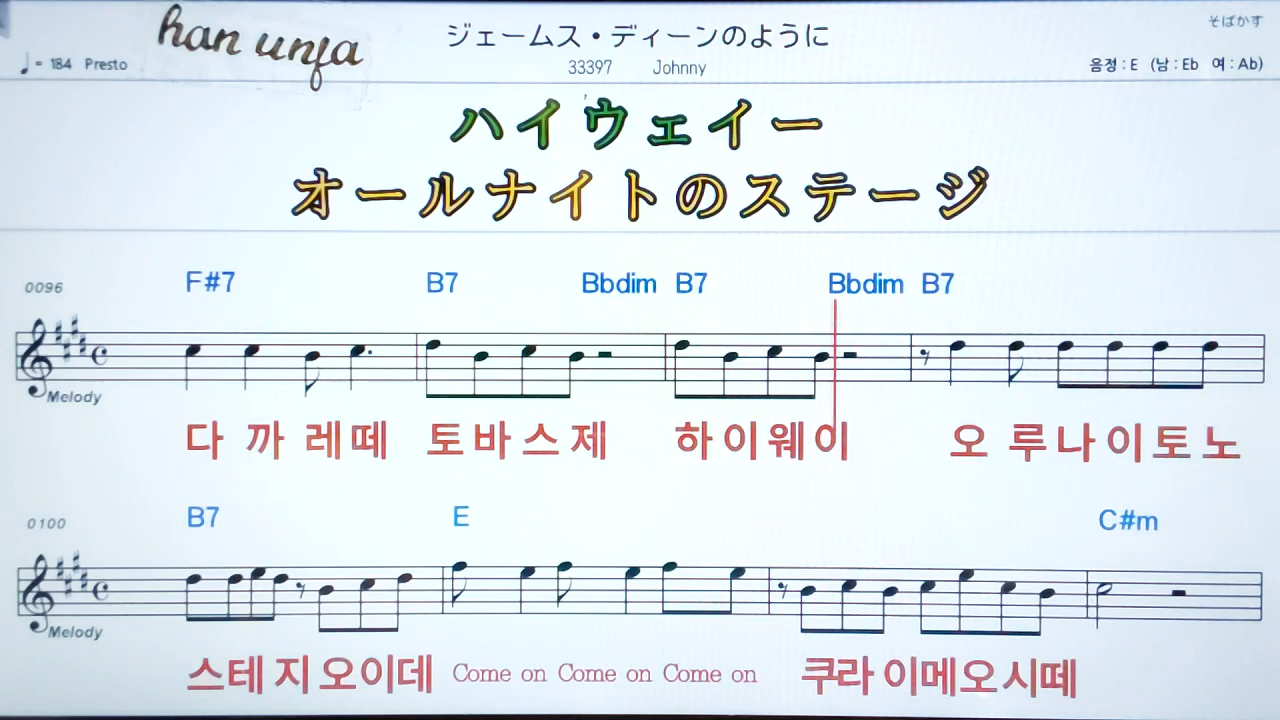 han unja
ジェームス・ディーンのように
そばかす
♩= 184 Presto
33397 Johnny
음정 : E (남 : Eb 여 : Ab)
ハイウェイー
オールナイトのステージ
0096 F#7 B7 Bbdim B7 Bbdim B7
Melody
다 까 레떼 토바스제 하이웨이 오 루나이토노
0100 B7 E C#m
Melody
스테 지 오이데 Come on Come on Come on 쿠라 이메오시떼